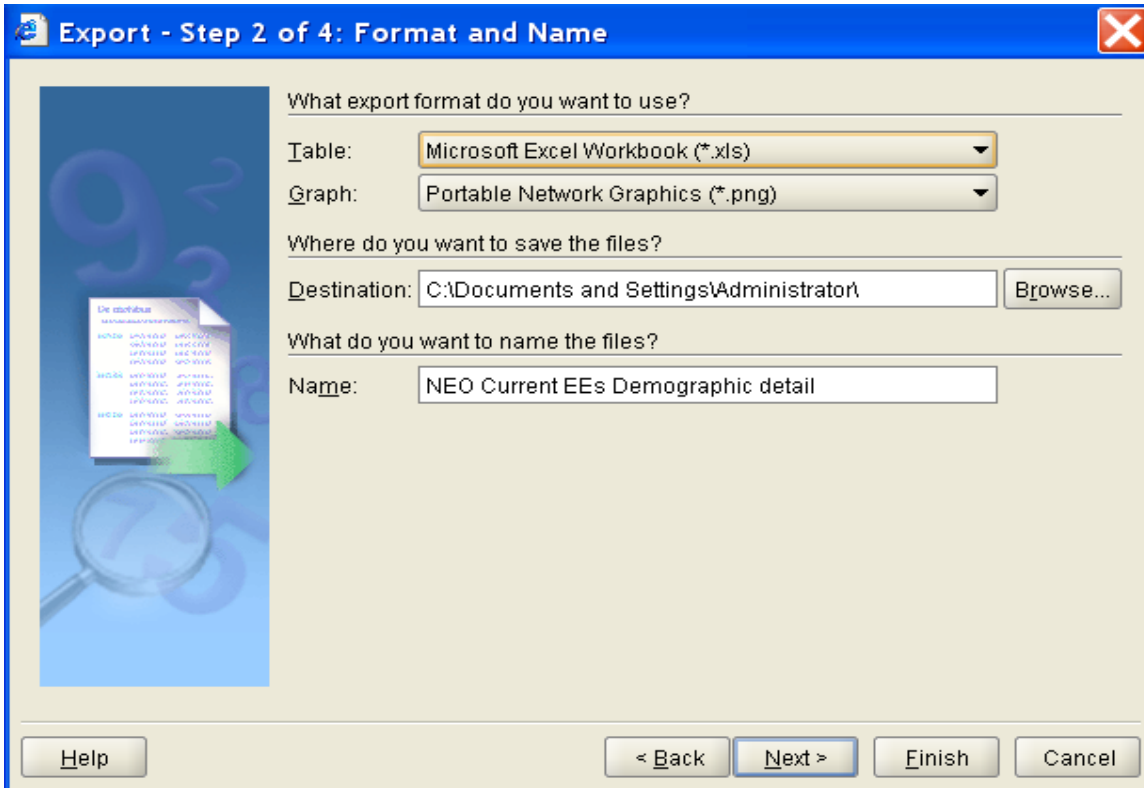 Export - Step 2 of 4: Format and Name
What export format do you want to use?
Table: Microsoft Excel Workbook (*.xls)
Graph: Portable Network Graphics (*.png)
Where do you want to save the files?
Destination: C:\Documents and Settings\Administrator\ Browse...
What do you want to name the files?
Name: NEO Current EEs Demographic detail
Help < Back Next > Finish Cancel